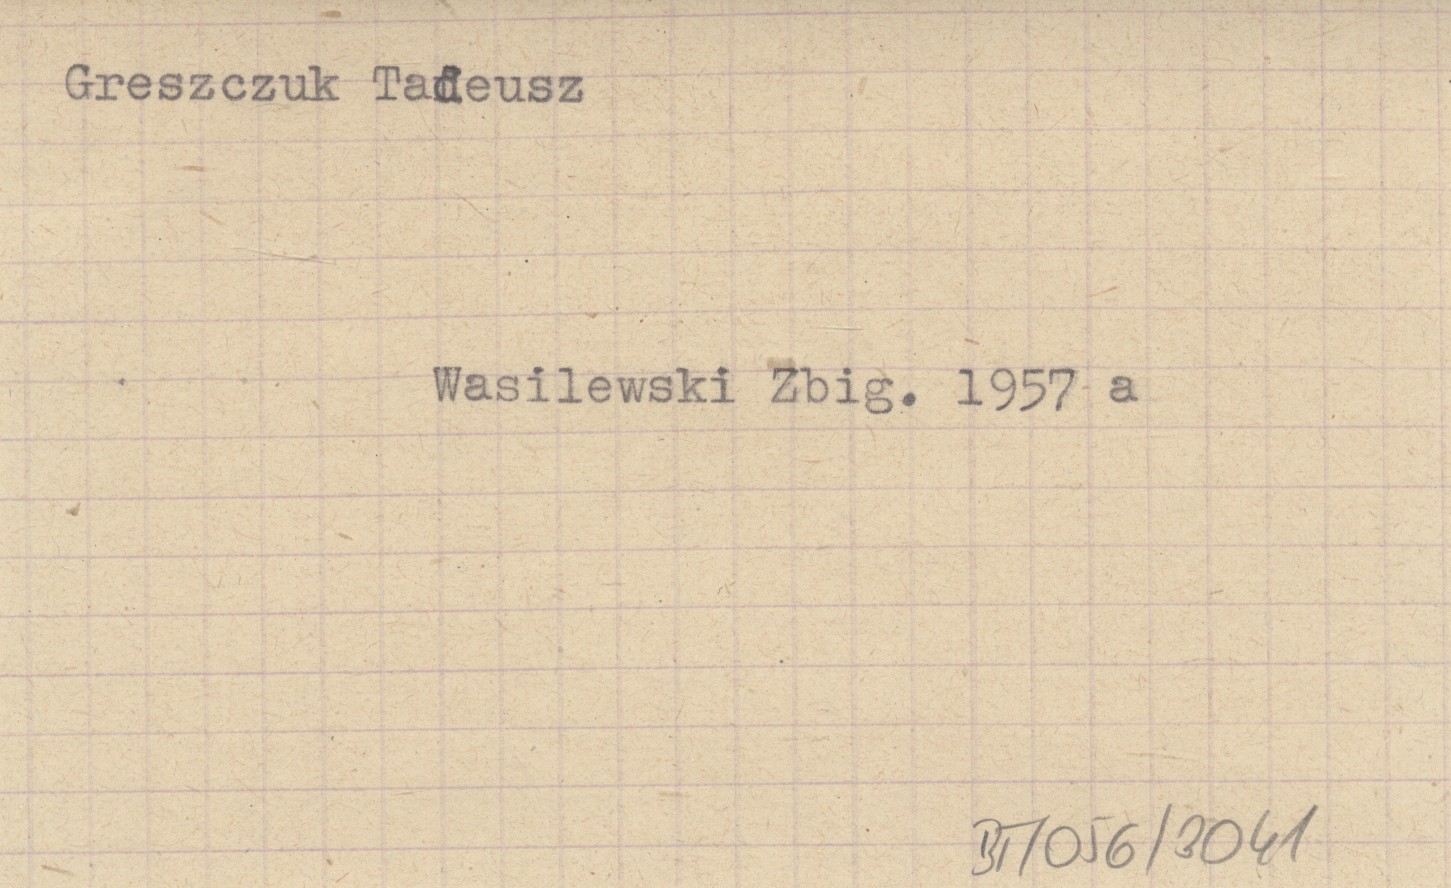 Greszczuk Tadeusz
Wasilewski Zbig. 1957 a
BT/056/3041